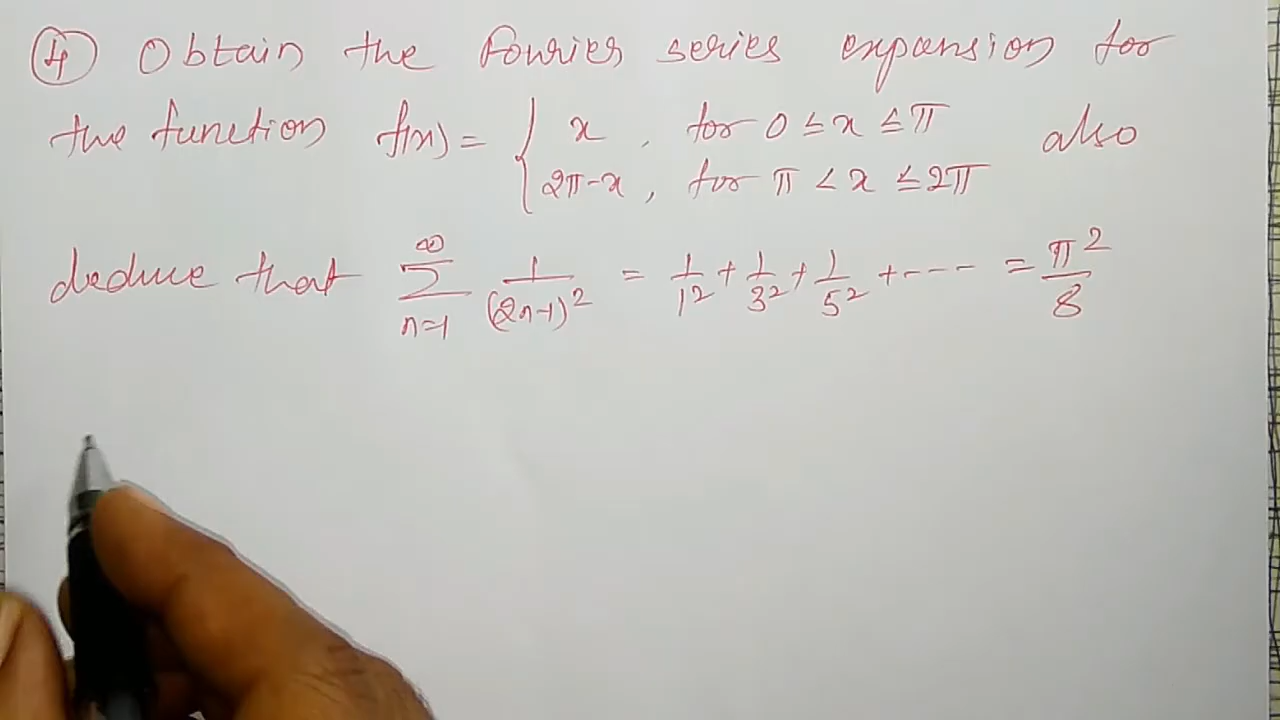 ④ Obtain the Fourier series expansion for
the function f(x) = { x , for 0 ≤ x ≤ π also
2π-x , for π < x ≤ 2π
deduce that ∞ Σ n=1 1/(2n-1)² = 1/1² + 1/3² + 1/5² + ---- = π²/8